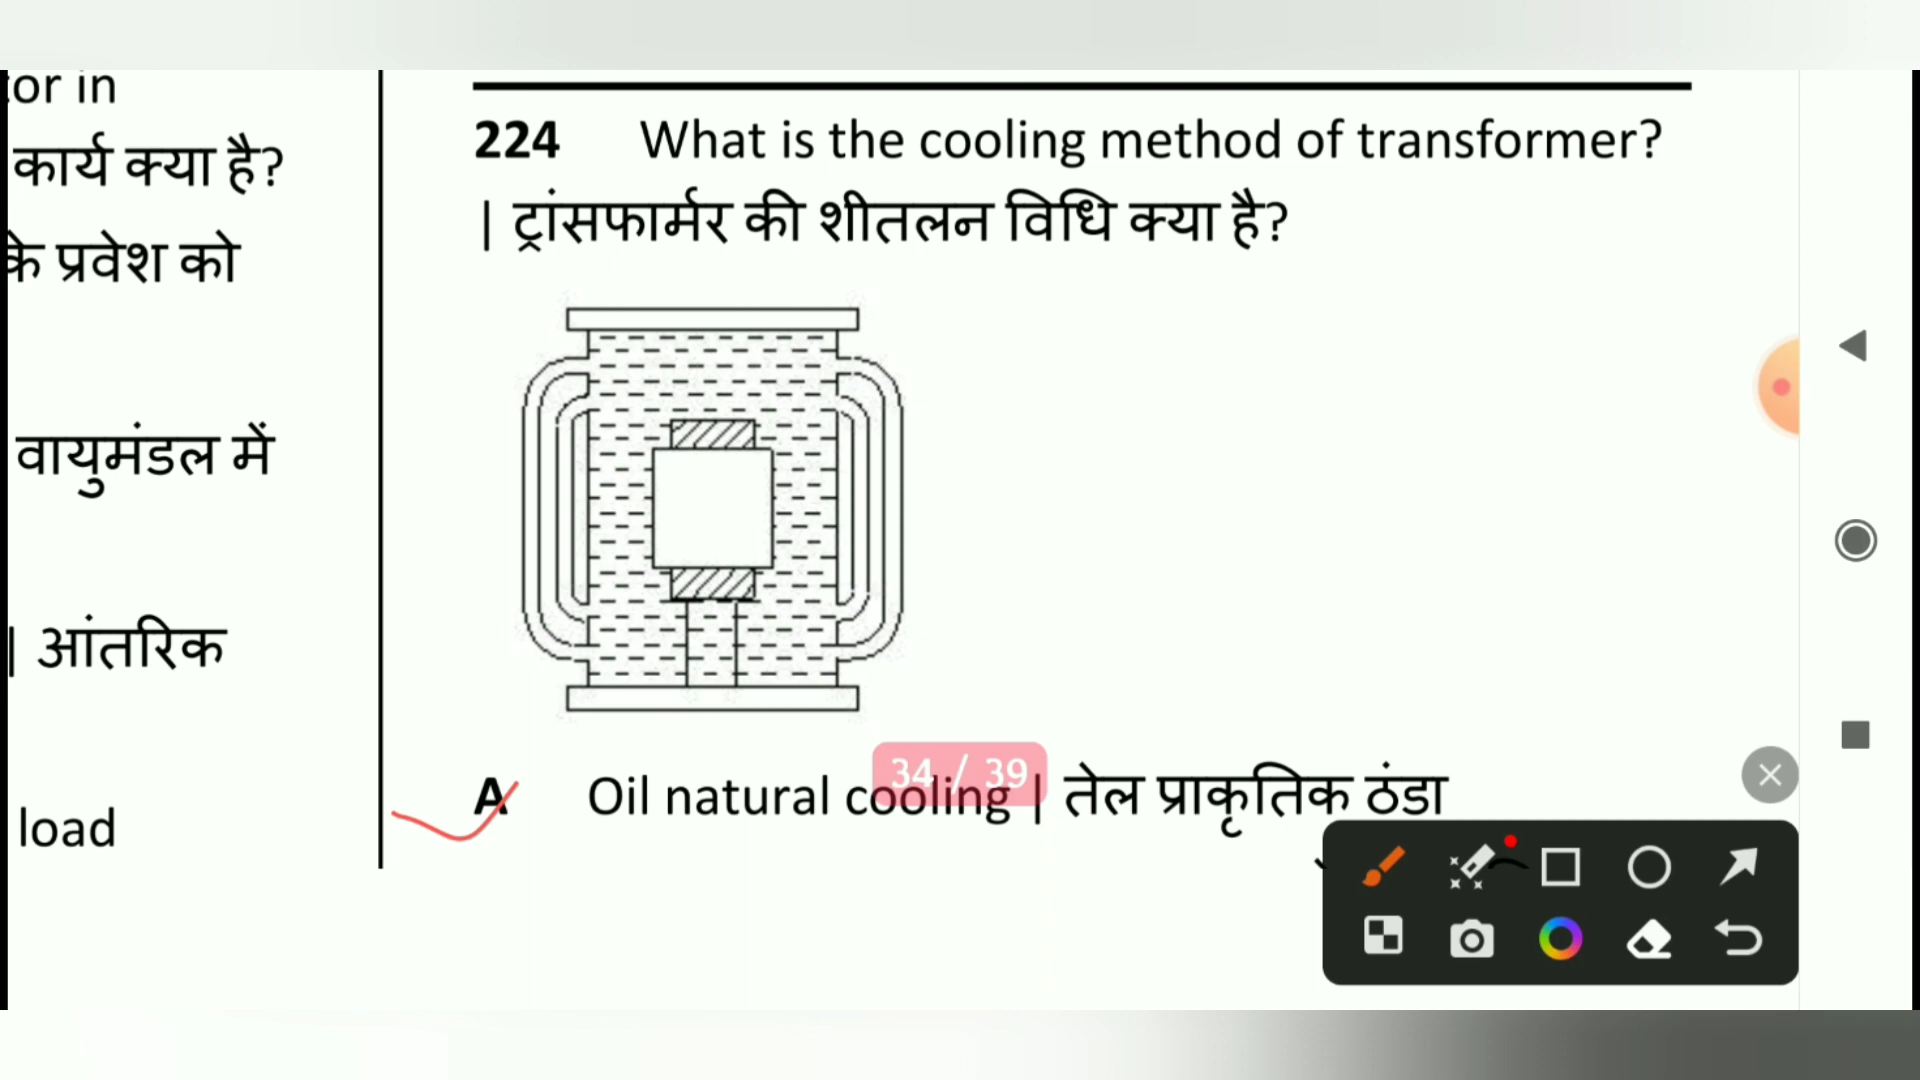 tor in
कार्य क्या है?
के प्रवेश को
वायुमंडल में
| आंतरिक
load
224 What is the cooling method of transformer?
| ट्रांसफार्मर की शीतलन विधि क्या है?
A Oil natural cooling | तेल प्राकृतिक ठंडा
34 / 39